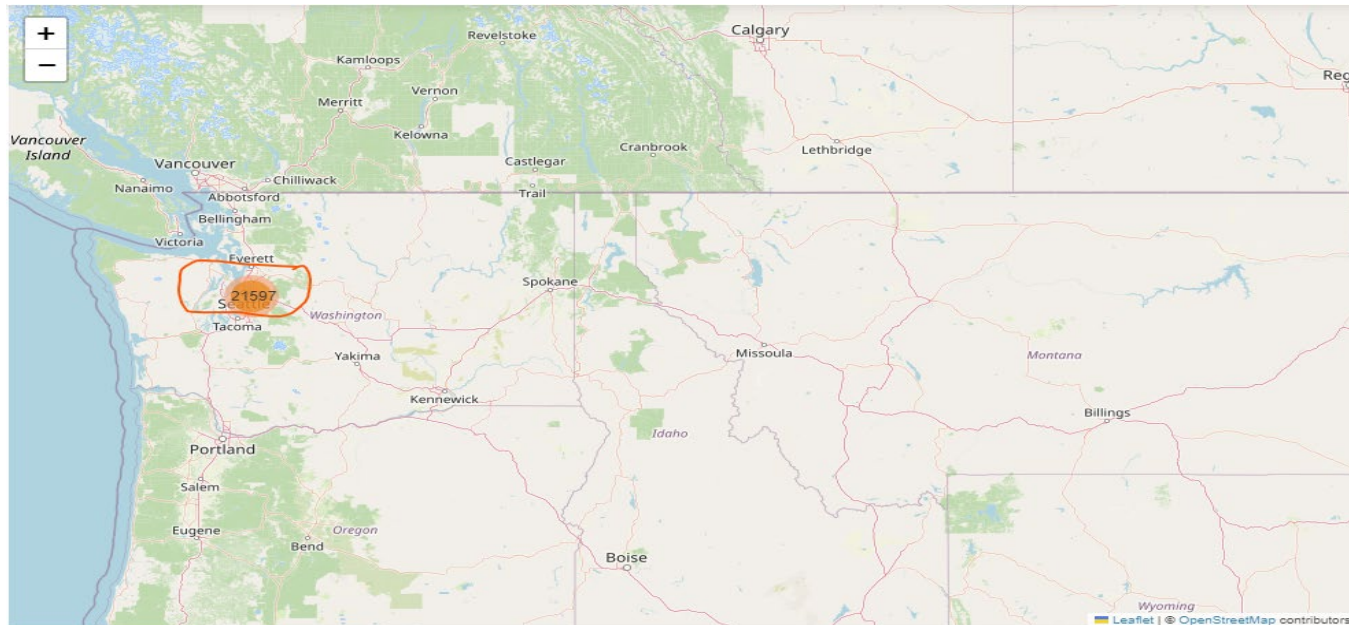 +
−
Revelstoke
Calgary
Kamloops
Reg
Vernon
Merritt
Kelowna
Vancouver
Island
Vancouver
Castlegar
Cranbrook
Lethbridge
Nanaimo
Chilliwack
Abbotsford
Trail
Bellingham
Victoria
Everett
21597
Seattle
Spokane
Washington
Tacoma
Yakima
Missoula
Montana
Kennewick
Billings
Idaho
Portland
Salem
Eugene
Oregon
Bend
Boise
Wyoming
Leaflet | © OpenStreetMap contributors